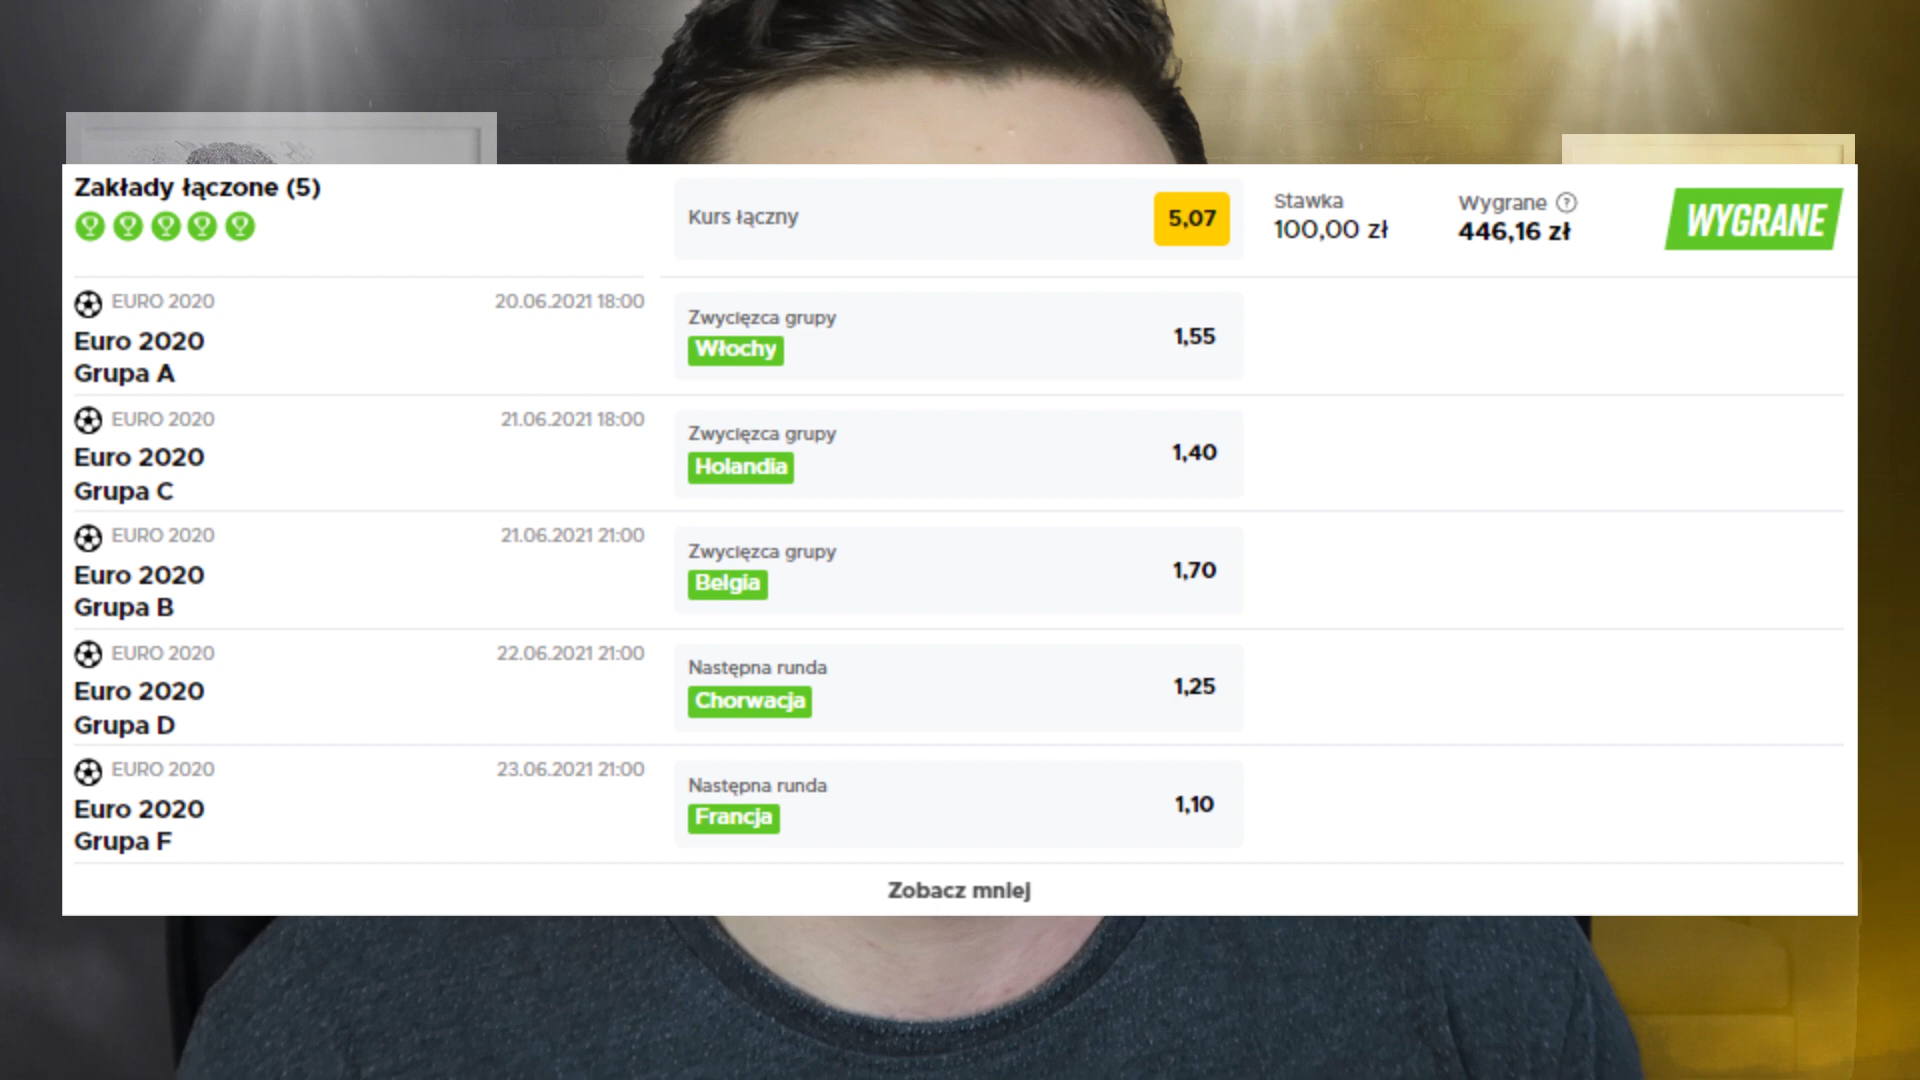 Zakłady łączone (5)
Kurs łączny
5,07
Stawka
100,00 zł
Wygrane ?
446,16 zł
WYGRANE
EURO 2020 20.06.2021 18:00
Euro 2020
Grupa A
Zwycięzca grupy
Włochy
1,55
EURO 2020 21.06.2021 18:00
Euro 2020
Grupa C
Zwycięzca grupy
Holandia
1,40
EURO 2020 21.06.2021 21:00
Euro 2020
Grupa B
Zwycięzca grupy
Belgia
1,70
EURO 2020 22.06.2021 21:00
Euro 2020
Grupa D
Następna runda
Chorwacja
1,25
EURO 2020 23.06.2021 21:00
Euro 2020
Grupa F
Następna runda
Francja
1,10
Zobacz mniej